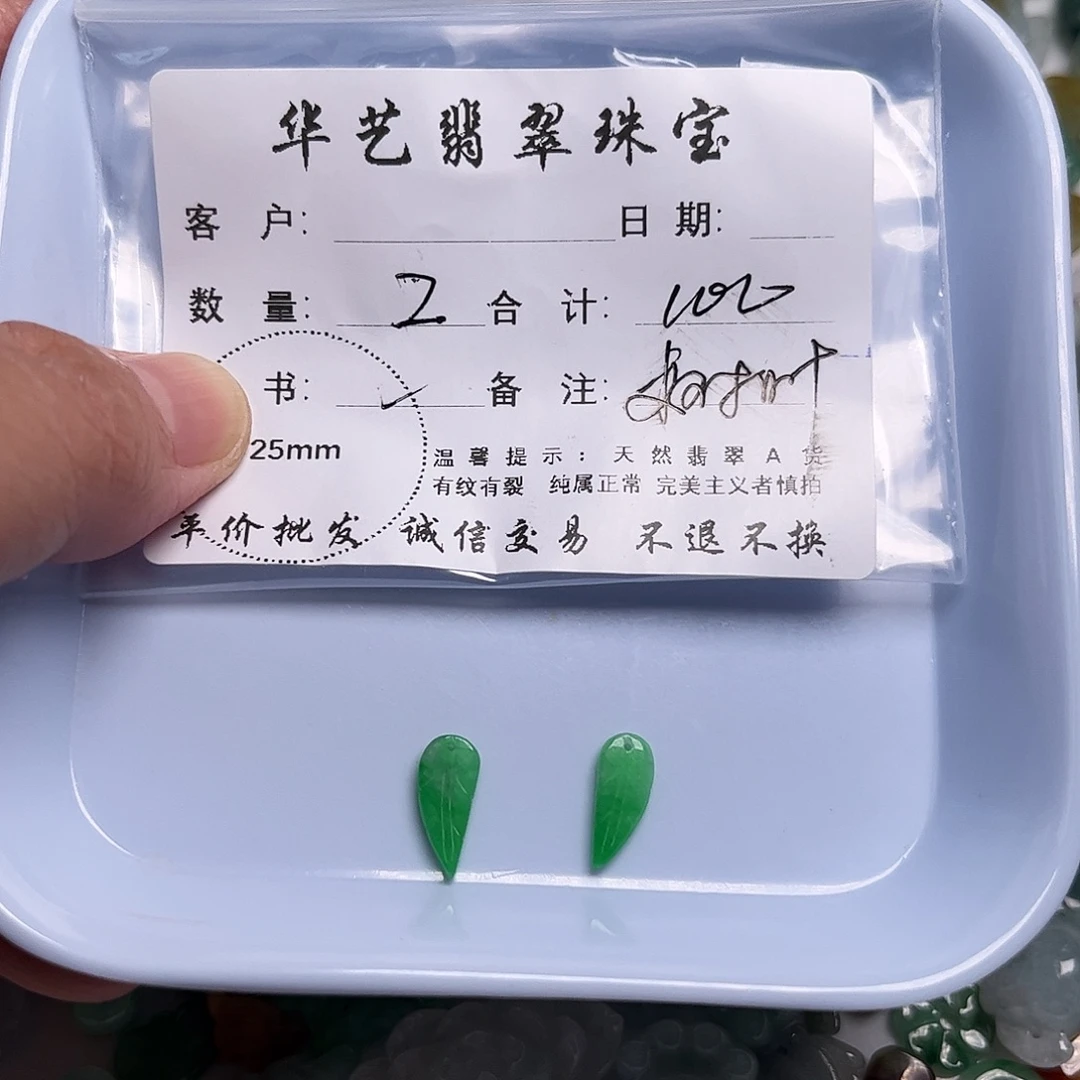 华艺翡翠珠宝
客 户: 日 期:
数 量: 2 合 计:
书: ✓ 备 注:
25mm
温馨提示: 天然翡翠A货
有纹有裂 纯属正常 完美主义者慎拍
平价批发 诚信交易 不退不换